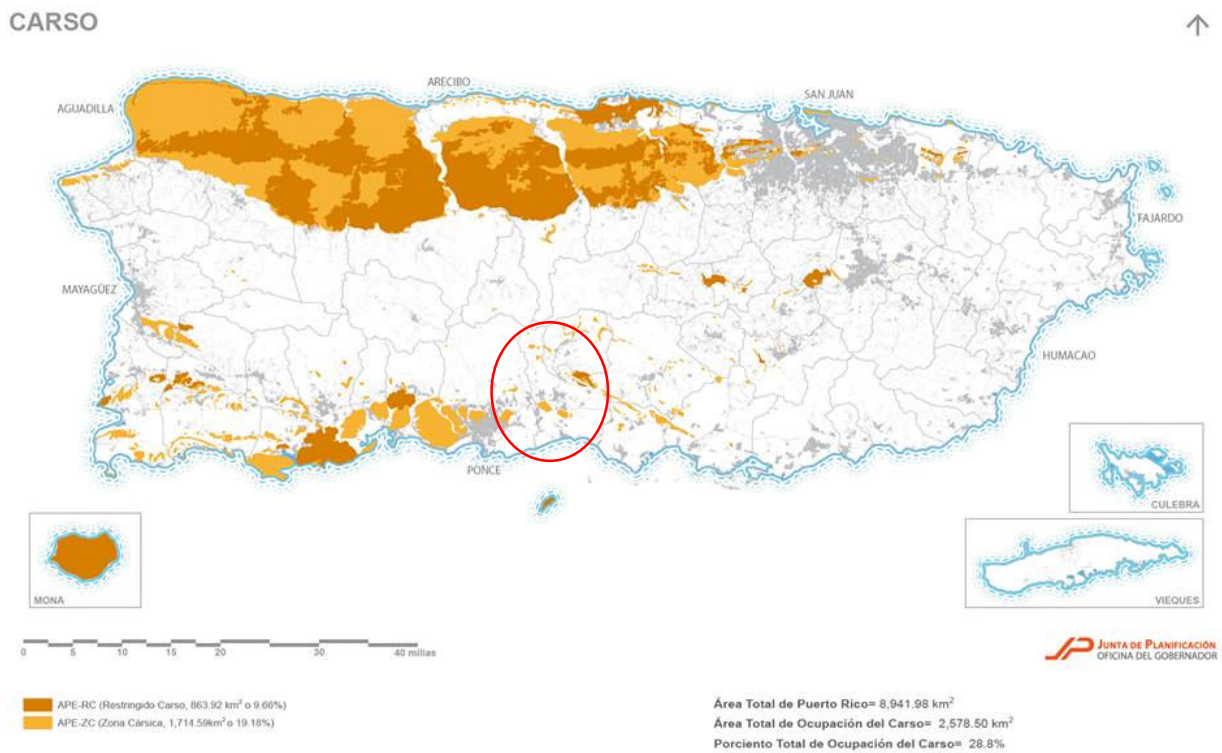 CARSO
AGUADILLA
ARECIBO
SAN JUAN
FAJARDO
MAYAGÜEZ
HUMACAO
PONCE
CULEBRA
MONA
VIEQUES
0 5 10 15 20 30 40 millas
JP JUNTA DE PLANIFICACIÓN
OFICINA DEL GOBERNADOR
APE-RC (Restringido Carso, 863.92 km² o 9.66%)
APE-ZC (Zona Cársica, 1,714.59km² o 19.18%)
Área Total de Puerto Rico= 8,941.98 km²
Área Total de Ocupación del Carso= 2,578.50 km²
Porciento Total de Ocupación del Carso= 28.8%